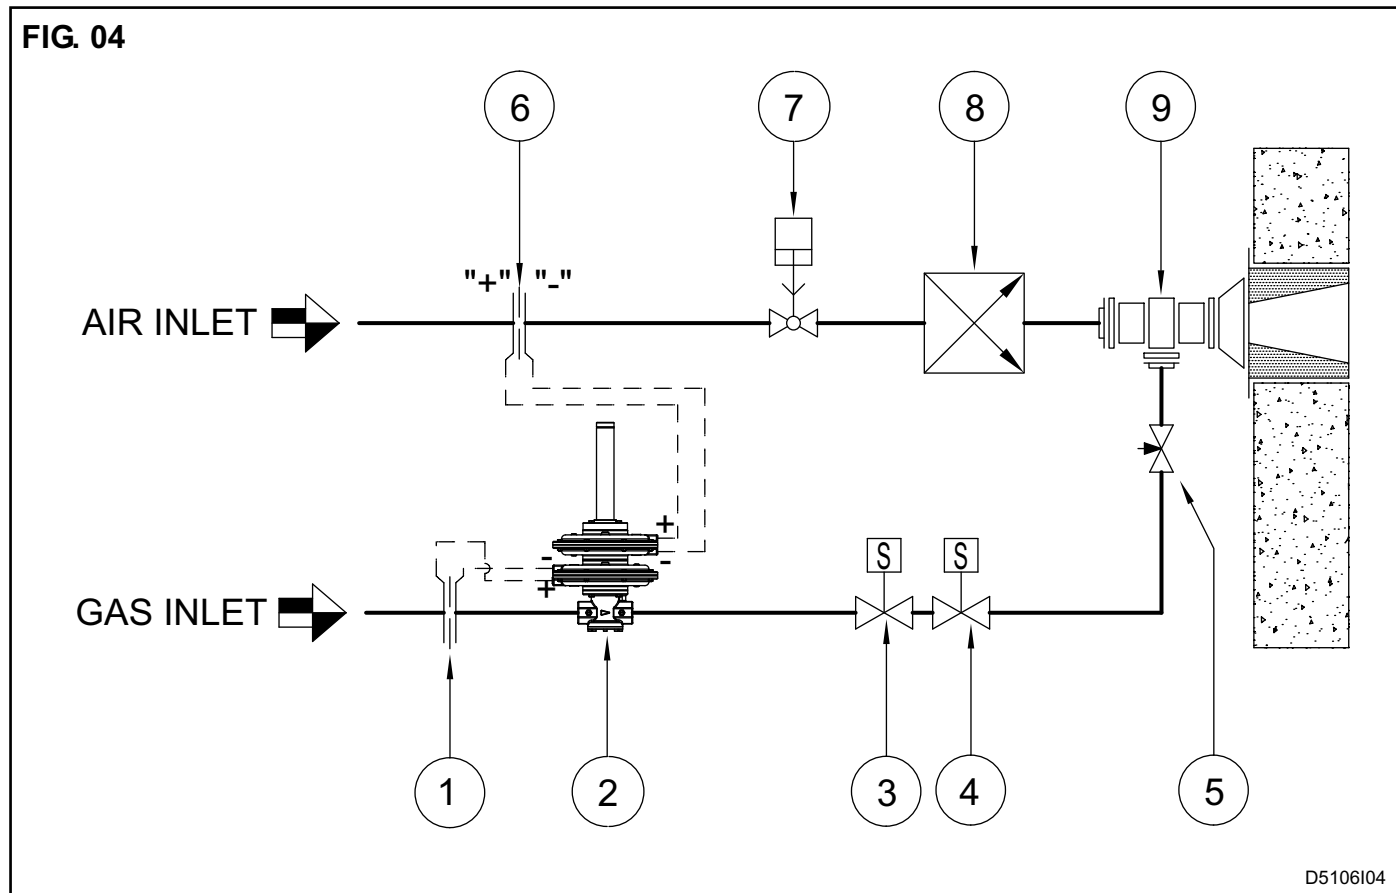 FIG. 04
6 7 8 9
"+" "-"
AIR INLET
+
- -
+
S S
GAS INLET
1 2 3 4 5
D5106I04